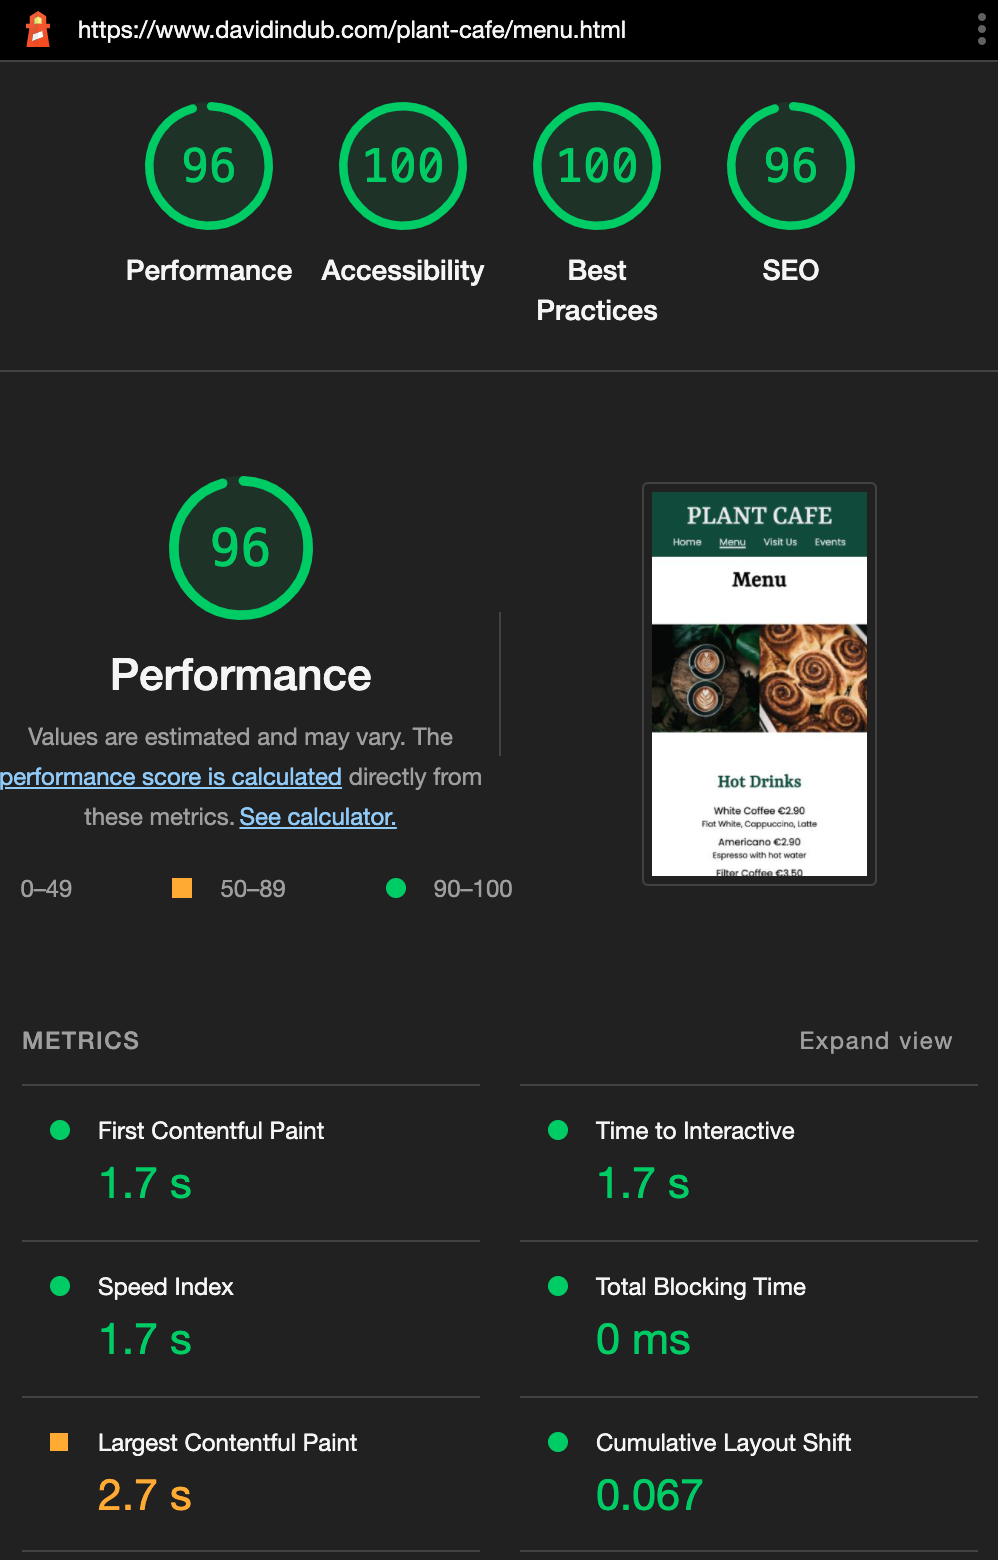 https://www.davidindub.com/plant-cafe/menu.html
96
100
100
96
Performance
Accessibility
Best
Practices
SEO
96
Performance
Values are estimated and may vary. The
performance score is calculated directly from
these metrics. See calculator.
0–49
50–89
90–100
PLANT CAFE
Home Menu Visit Us Events
Menu
Hot Drinks
White Coffee €2.90
Flat White, Cappuccino, Latte
Americano €2.90
Espresso with hot water
Filter Coffee €3.50
METRICS
Expand view
First Contentful Paint
1.7 s
Time to Interactive
1.7 s
Speed Index
1.7 s
Total Blocking Time
0 ms
Largest Contentful Paint
2.7 s
Cumulative Layout Shift
0.067